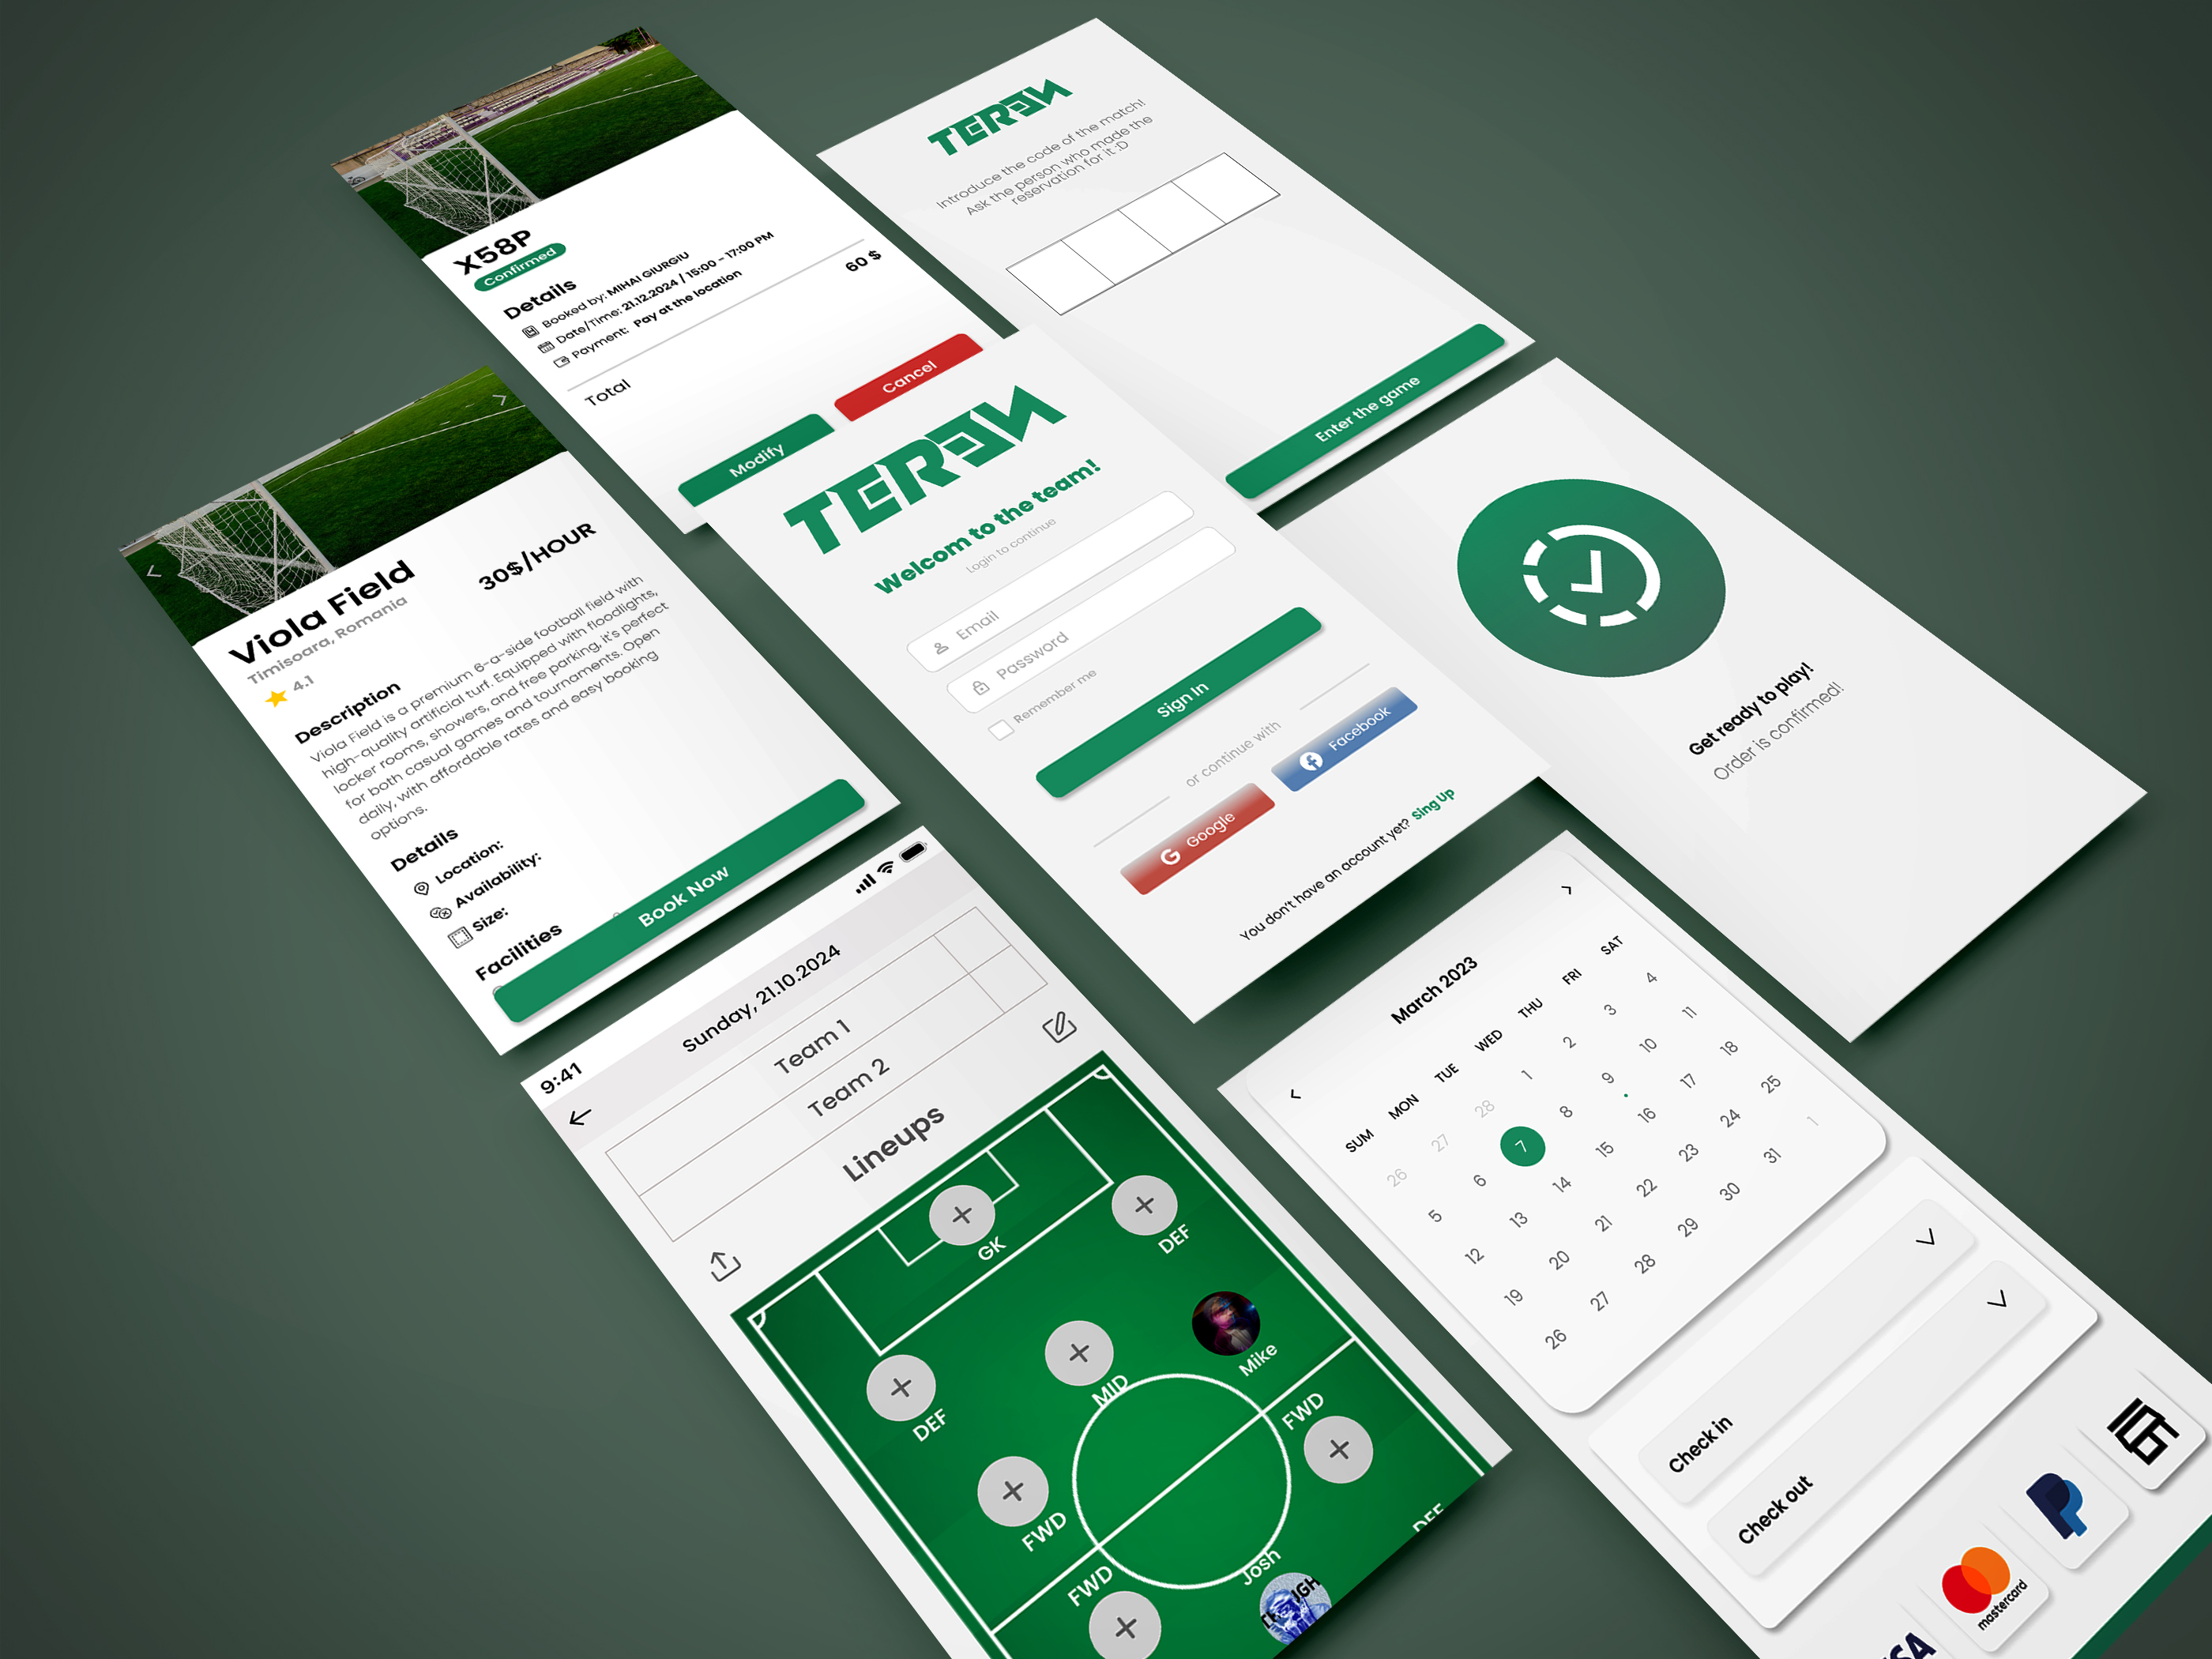 X58P
Confirmed
Details
Booked by: MIHAI GIURGIU
Date/Time: 21.12.2024 / 15:00 - 17:00 PM
Payment: Pay at the location
Total
60 $
Modify
Cancel
TEREN
Introduce the code of the match!
Ask the person who made the
reservation for it :D
Enter the game
Viola Field
Timisoara, Romania
4.1
30$/HOUR
Description
Viola Field is a premium 6-a-side football field with
high-quality artificial turf. Equipped with floodlights,
locker rooms, showers, and free parking, it's perfect
for both casual games and tournaments. Open
daily, with affordable rates and easy booking
options.
Details
Location:
Availability:
Size:
Facilities
Book Now
TEREN
Welcom to the team!
Login to continue
Email
Password
Remember me
Sign In
or continue with
G Google
Facebook
You don't have an account yet? Sing Up
Get ready to play!
Order is confirmed!
9:41
Sunday, 21.10.2024
Team 1
Team 2
Lineups
GK
DEF
DEF
MID
Mike
FWD
FWD
FWD
Josh
DEF
March 2023
SUM MON TUE WED THU FRI SAT
26 27 28 1 2 3 4
5 6 7 8 9 10 11
12 13 14 15 16 17 18
19 20 21 22 23 24 25
26 27 28 29 30 31 1
Check in
Check out
mastercard